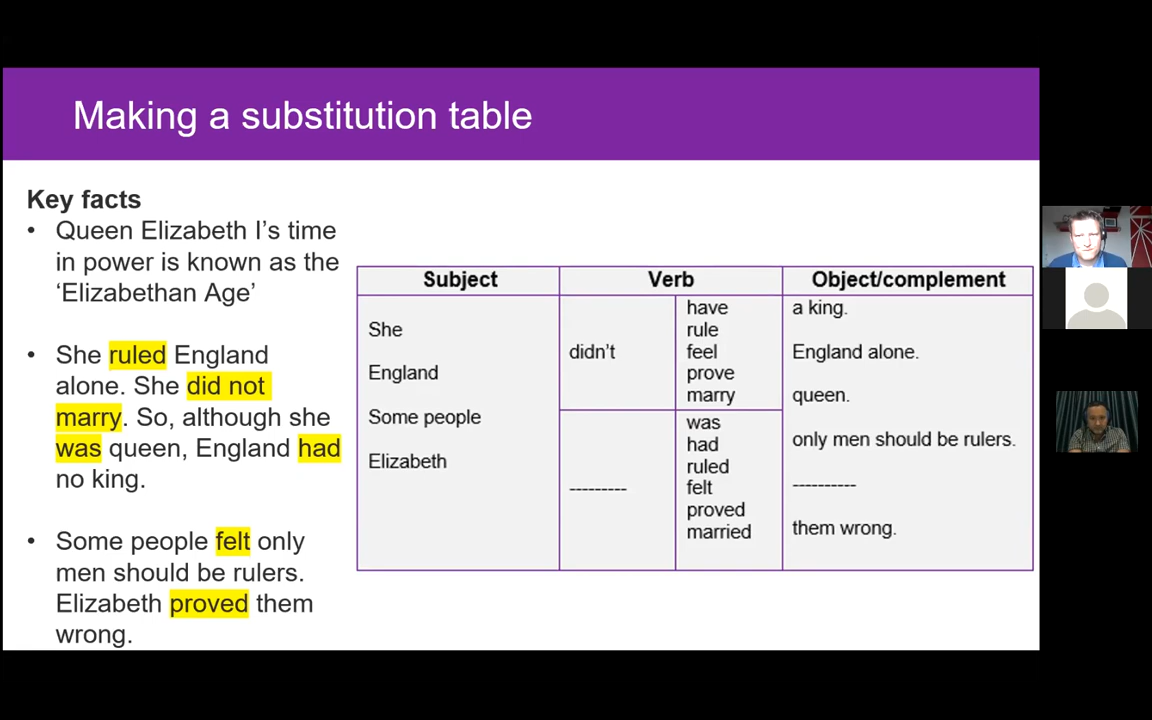 Making a substitution table
Key facts
• Queen Elizabeth I's time
in power is known as the
'Elizabethan Age'
• She ruled England
alone. She did not
marry. So, although she
was queen, England had
no king.
• Some people felt only
men should be rulers.
Elizabeth proved them
wrong.
Subject Verb Object/complement
She
England
Some people
Elizabeth
didn't
have
rule
feel
prove
marry
---------
was
had
ruled
felt
proved
married
a king.
England alone.
queen.
only men should be rulers.
----------
them wrong.